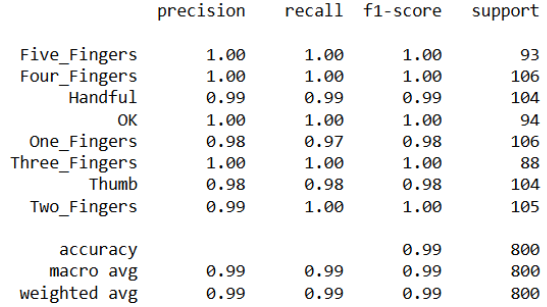 precision recall f1-score support
Five_Fingers 1.00 1.00 1.00 93
Four_Fingers 1.00 1.00 1.00 106
Handful 0.99 0.99 0.99 104
OK 1.00 1.00 1.00 94
One_Fingers 0.98 0.97 0.98 106
Three_Fingers 1.00 1.00 1.00 88
Thumb 0.98 0.98 0.98 104
Two_Fingers 0.99 1.00 1.00 105
accuracy 0.99 800
macro avg 0.99 0.99 0.99 800
weighted avg 0.99 0.99 0.99 800